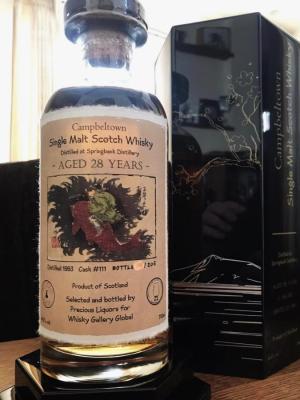 Campbeltown
Single Malt Scotch Whisky
Distilled at Springbank Distillery
- AGED 28 YEARS -
Distilled 1993 Cask #111 BOTTLE
Product of Scotland
Selected and bottled by
Precious Liquors for
Whisky Gallery Global
Campbeltown
Single Malt Scotch Whisky